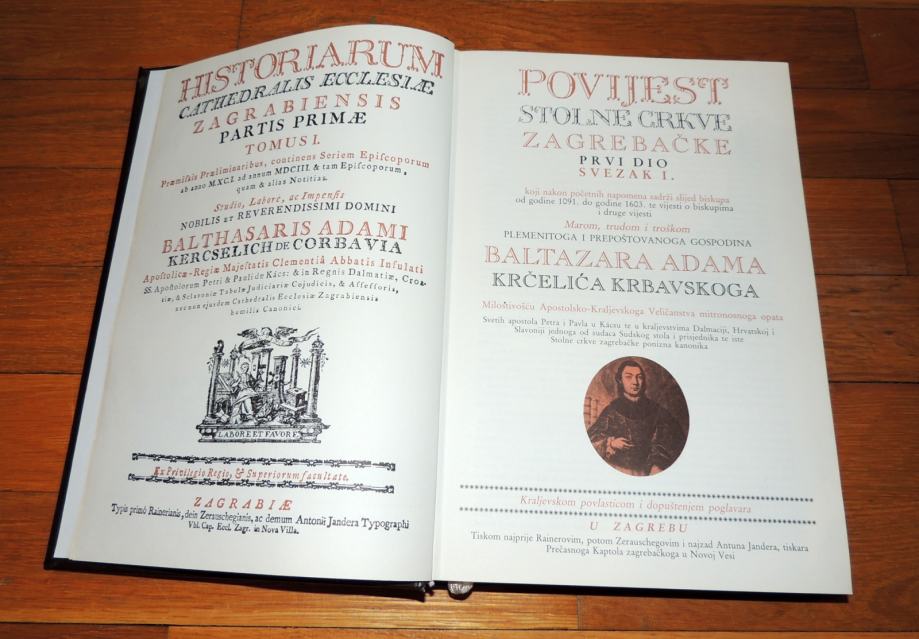 HISTORIARUM
CATHEDRALIS ECCLESIÆ
ZAGRABIENSIS
PARTIS PRIMÆ
TOMUS I.
Præmiſsis Præliminaribus, continens Seriem Epiſcoporum
ab anno MXCI. ad annum MDCIII. & tam Epiſcoporum,
quam & alias Notitias.
Studio, Labore, ac Impenſis
NOBILIS ET REVERENDISSIMI DOMINI
BALTHASARIS ADAMI
KERCSELICH DE CORBAVIA
Apoſtolicæ-Regiæ Majeſtatis Clementiâ Abbatis Infulati
SS. Apoſtolorum Petri & Pauli de Kács: & in Regnis Dalmatiæ, Croa-
tiæ, & Sclavoniæ Tabulæ Judiciariæ Cojudicis, & Aſſeſſoris,
nec non ejusdem Cathedralis Eccleſiæ Zagrabiensis
humilis Canonici.
LABORE ET FAVORE
Ex Privilegio Regio, & Superiorum facultate.
ZAGRABIÆ
Typis primò Rainerianis, dein Zerauschegianis, ac demum Antonii Jandera Typographi
Vbl. Cap. Eccl. Zagr. in Nova Villa.
POVIJEST
STOLNE CRKVE
ZAGREBAČKE
PRVI DIO
SVEZAK I.
koji nakon početnih napomena sadrži slijed biskupa
od godine 1091. do godine 1603. te vijesti o biskupima
i druge vijesti
Marom, trudom i troškom
PLEMENITOGA I PREPOŠTOVANOGA GOSPODINA
BALTAZARA ADAMA
KRČELIĆA KRBAVSKOGA
Milostivošću Apostolsko-Kraljevskoga Veličanstva mitronosnoga opata
Svetih apostola Petra i Pavla u Kácsu te u kraljevstvima Dalmaciji, Hrvatskoj i
Slavoniji jednoga od sudaca Sudskog stola i prisjednika te iste
Stolne crkve zagrebačke ponizna kanonika
Kraljevskom povlasticom i dopuštenjem poglavara
U ZAGREBU
Tiskom najprije Rainerovim, potom Zerauschegovim i najzad Antuna Jandera, tiskara
Prečasnoga Kaptola zagrebačkoga u Novoj Vesi